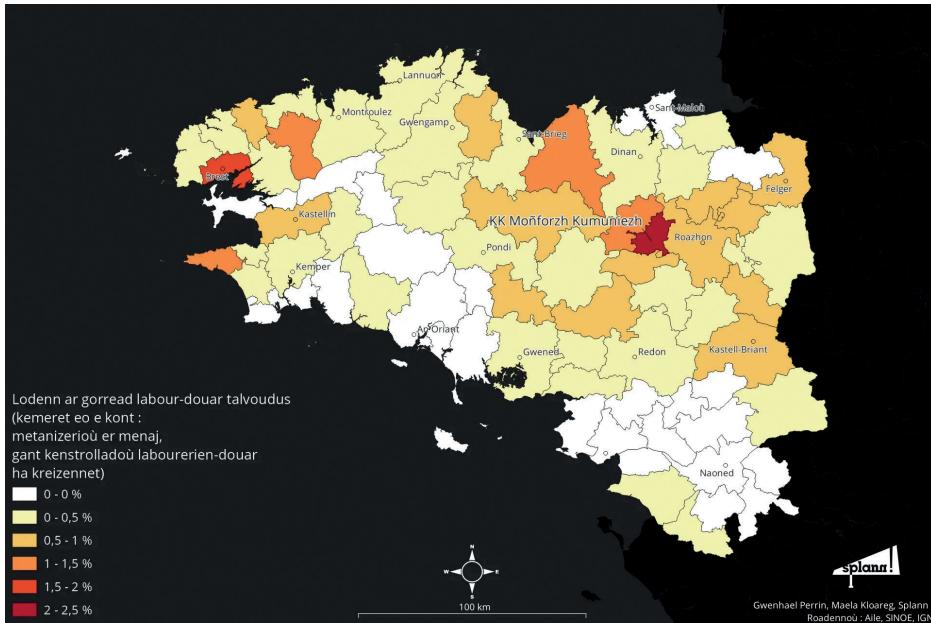 Lannuon
Sant-Maloù
Montroulez
Gwengamp
Sant-Brieg
Dinan
Brest
Felger
Kastellin
KK Moñforzh Kumuniezh
Roazhon
Pondi
Kemper
An Oriant
Gwened
Redon
Kastell-Briant
Naoned
Lodenn ar gorread labour-douar talvoudus
(kemeret eo e kont :
metanizerioù er menaj,
gant kenstrolladoù labourerien-douar
ha kreizennet)
0 - 0 %
0 - 0,5 %
0,5 - 1 %
1 - 1,5 %
1,5 - 2 %
2 - 2,5 %
N
W E
S
100 km
splann!
Gwenhael Perrin, Maela Kloareg, Splann
Roadennoù : Aile, SINOE, IGN